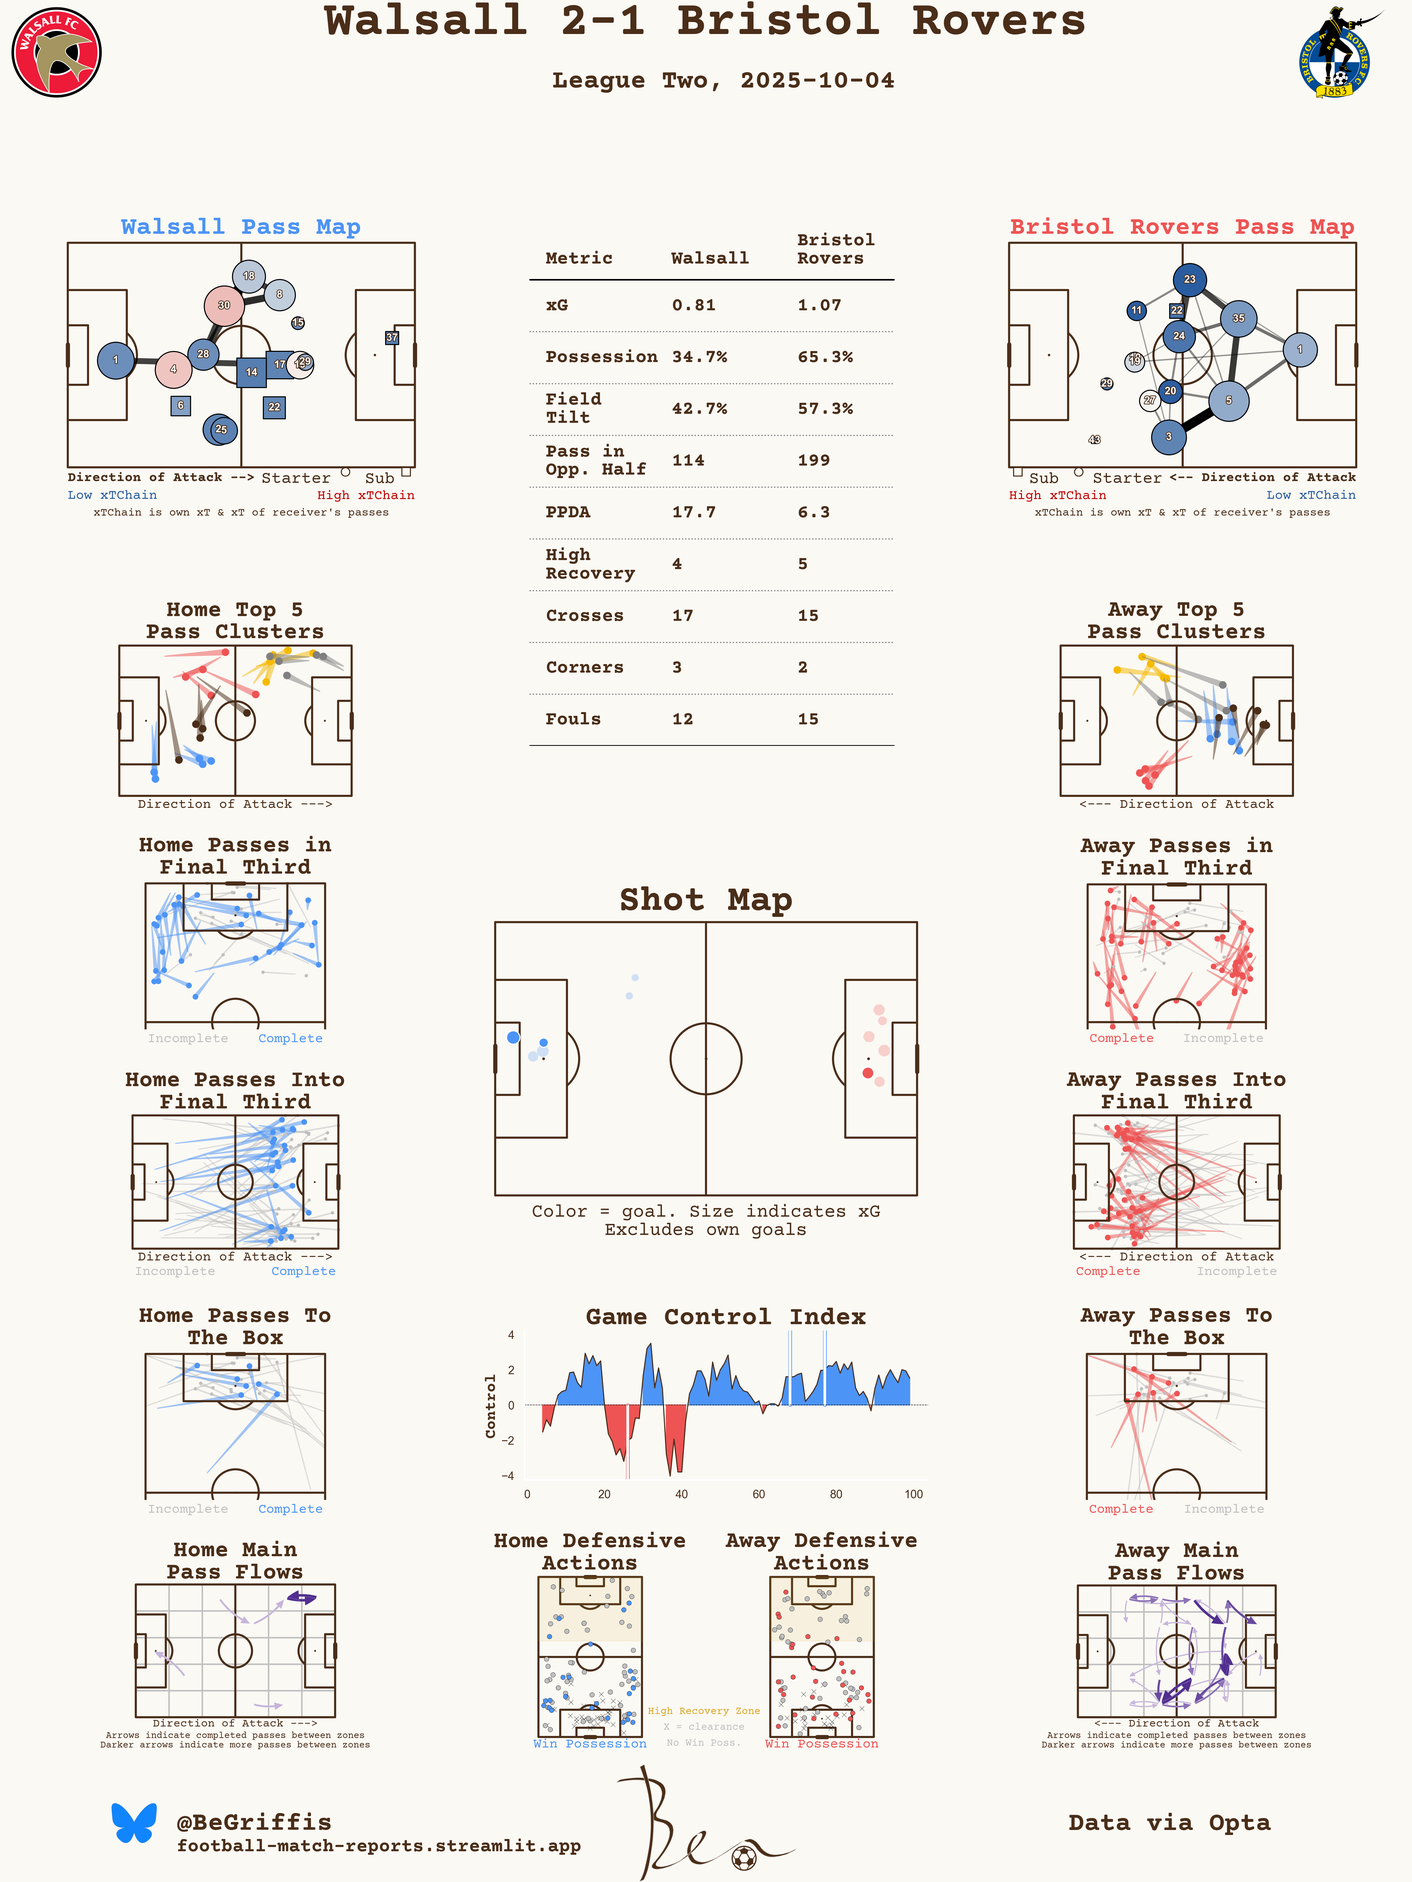 Walsall 2-1 Bristol Rovers
League Two, 2025-10-04
WALSALL FC
BRISTOL ROVERS F.C.
1883
Walsall Pass Map
18
8
30
15
37
1
28
4
14
17
29
6
22
25
Direction of Attack --> Starter Sub
Low xTChain High xTChain
xTChain is own xT & xT of receiver's passes
Metric Walsall Bristol Rovers
xG 0.81 1.07
Possession 34.7% 65.3%
Field Tilt 42.7% 57.3%
Pass in Opp. Half 114 199
PPDA 17.7 6.3
High Recovery 4 5
Crosses 17 15
Corners 3 2
Fouls 12 15
Bristol Rovers Pass Map
23
11
22
35
24
1
19
29
20
27
5
3
43
Sub Starter <-- Direction of Attack
High xTChain Low xTChain
xTChain is own xT & xT of receiver's passes
Home Top 5
Pass Clusters
Direction of Attack --->
Away Top 5
Pass Clusters
<--- Direction of Attack
Home Passes in
Final Third
Incomplete Complete
Shot Map
Color = goal. Size indicates xG
Excludes own goals
Away Passes in
Final Third
Complete Incomplete
Home Passes Into
Final Third
Direction of Attack --->
Incomplete Complete
Away Passes Into
Final Third
<--- Direction of Attack
Complete Incomplete
Home Passes To
The Box
Incomplete Complete
Game Control Index
Control
4
2
0
−2
−4
0 20 40 60 80 100
Away Passes To
The Box
Complete Incomplete
Home Main
Pass Flows
Direction of Attack --->
Arrows indicate completed passes between zones
Darker arrows indicate more passes between zones
Home Defensive
Actions
Win Possession
High Recovery Zone
X = clearance
No Win Poss.
Away Defensive
Actions
Win Possession
Away Main
Pass Flows
<--- Direction of Attack
Arrows indicate completed passes between zones
Darker arrows indicate more passes between zones
@BeGriffis
football-match-reports.streamlit.app
Ben
Data via Opta